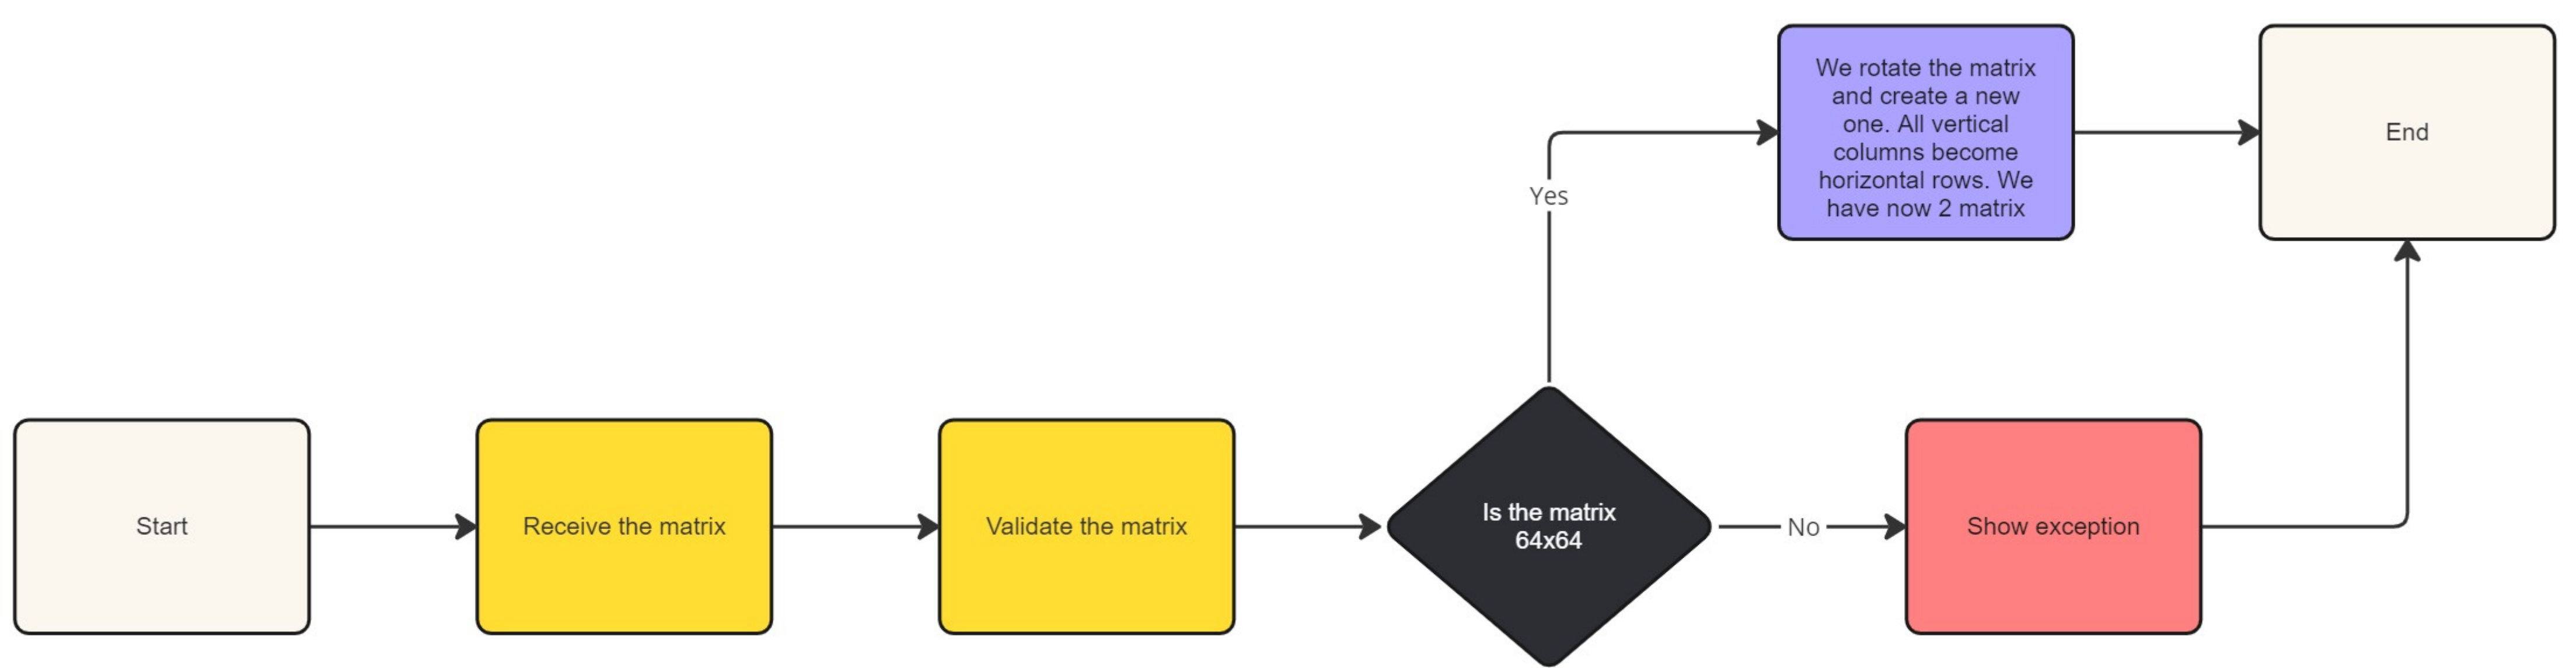 Start
Receive the matrix
Validate the matrix
Is the matrix
64x64
Yes
We rotate the matrix
and create a new
one. All vertical
columns become
horizontal rows. We
have now 2 matrix
No
Show exception
End